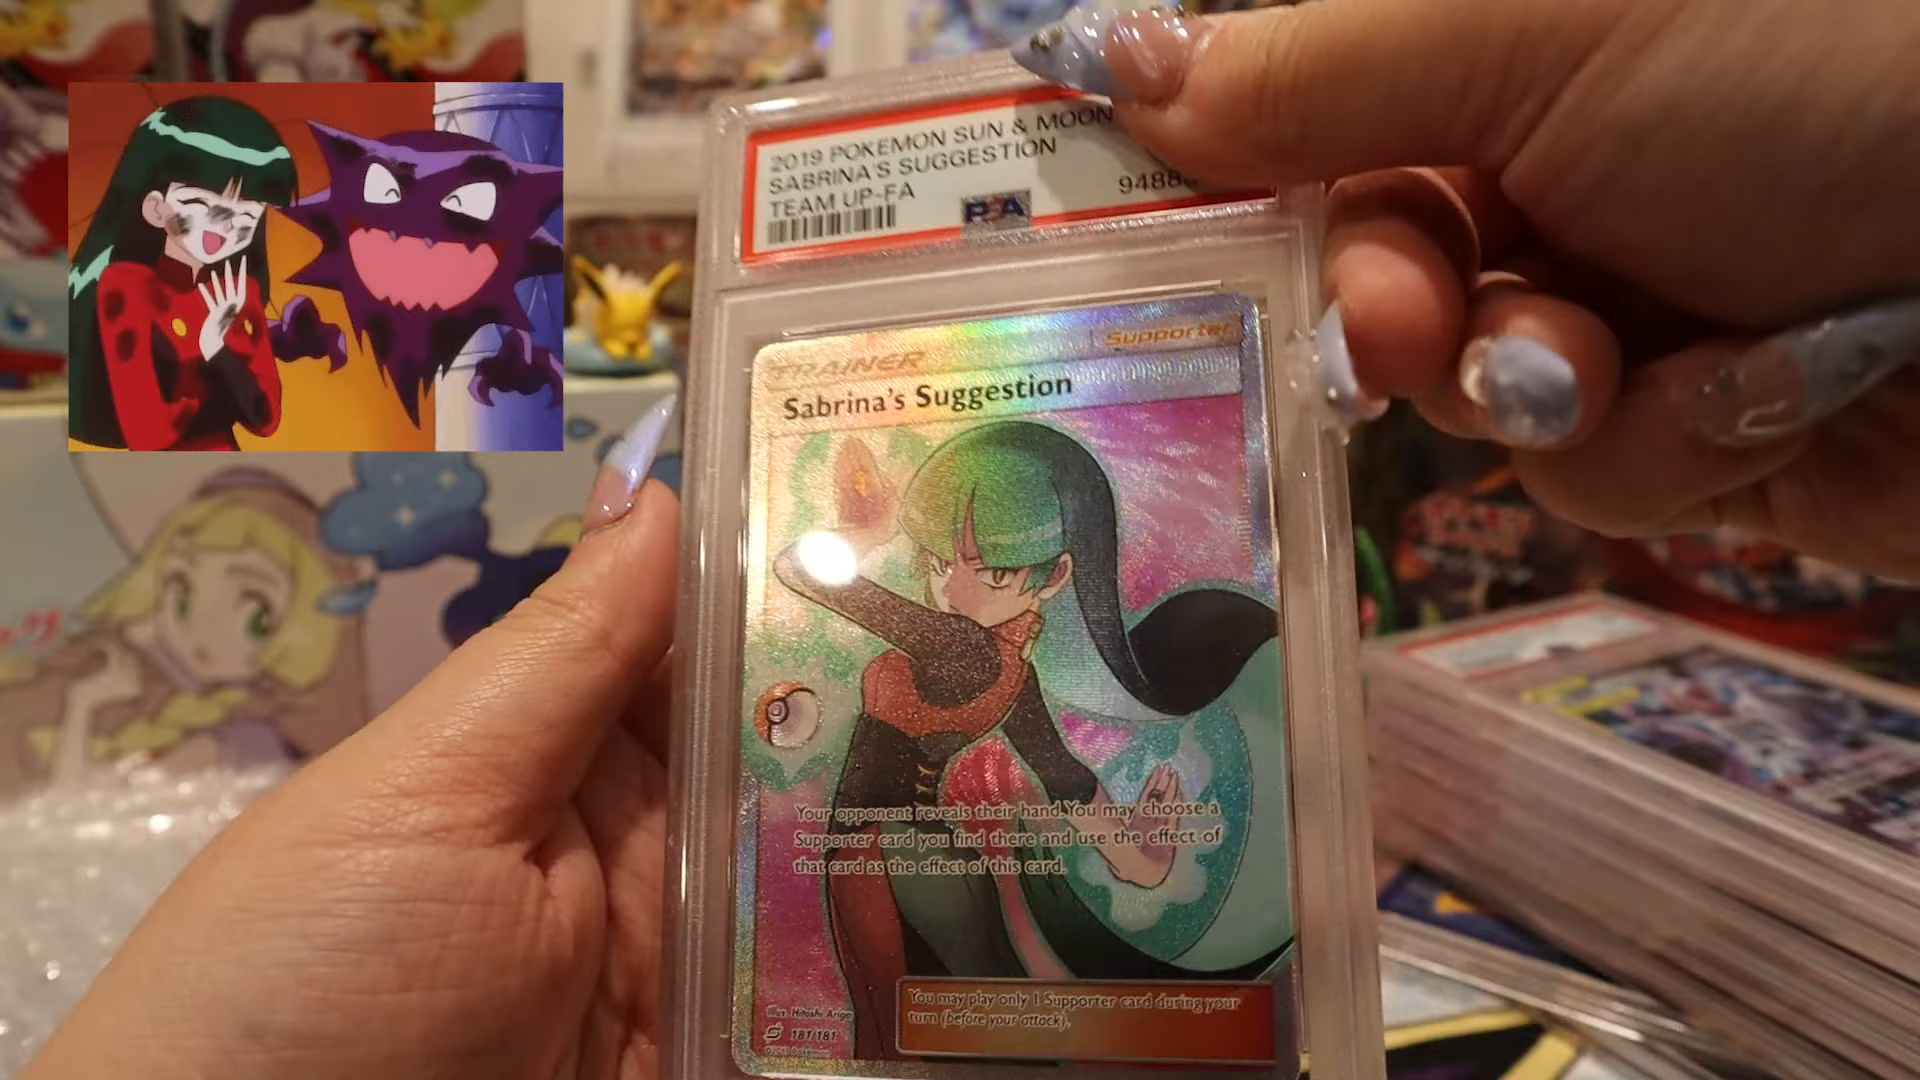 2019 POKEMON SUN & MOON
SABRINA'S SUGGESTION
TEAM UP-FA
PSA
TRAINER
Supporter
Sabrina's Suggestion
Your opponent reveals their hand. You may choose a
Supporter card you find there and use the effect of
that card as the effect of this card.
You may play only 1 Supporter card during your
turn (before your attack).
Illus. Hitoshi Ariga
181/181